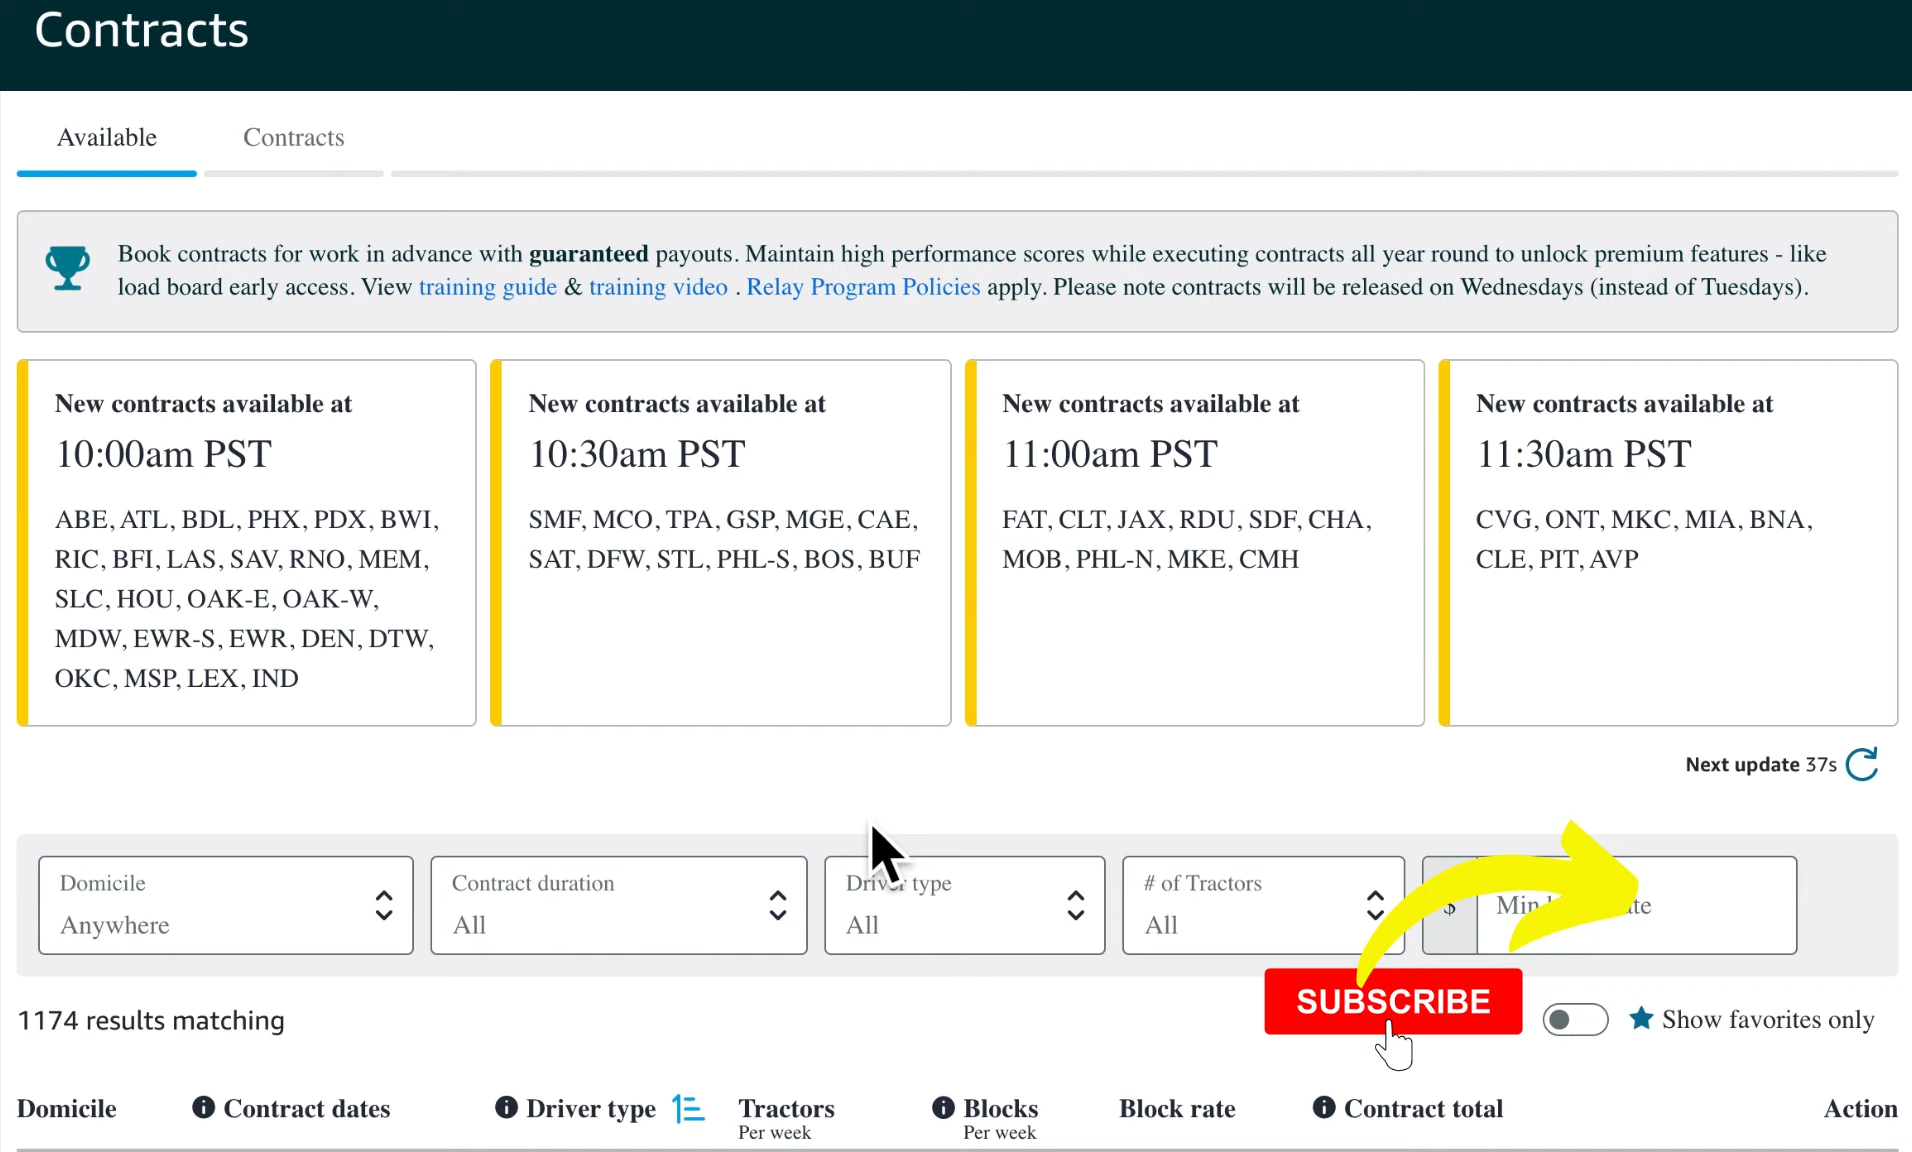 Contracts
Available
Contracts
Book contracts for work in advance with guaranteed payouts. Maintain high performance scores while executing contracts all year round to unlock premium features - like
load board early access. View training guide & training video . Relay Program Policies apply. Please note contracts will be released on Wednesdays (instead of Tuesdays).
New contracts available at
10:00am PST
ABE, ATL, BDL, PHX, PDX, BWI,
RIC, BFI, LAS, SAV, RNO, MEM,
SLC, HOU, OAK-E, OAK-W,
MDW, EWR-S, EWR, DEN, DTW,
OKC, MSP, LEX, IND
New contracts available at
10:30am PST
SMF, MCO, TPA, GSP, MGE, CAE,
SAT, DFW, STL, PHL-S, BOS, BUF
New contracts available at
11:00am PST
FAT, CLT, JAX, RDU, SDF, CHA,
MOB, PHL-N, MKE, CMH
New contracts available at
11:30am PST
CVG, ONT, MKC, MIA, BNA,
CLE, PIT, AVP
Next update 37s
Domicile
Anywhere
Contract duration
All
Driver type
All
# of Tractors
All
$
Min
1174 results matching
SUBSCRIBE
Show favorites only
Domicile
Contract dates
Driver type
Tractors
Per week
Blocks
Per week
Block rate
Contract total
Action